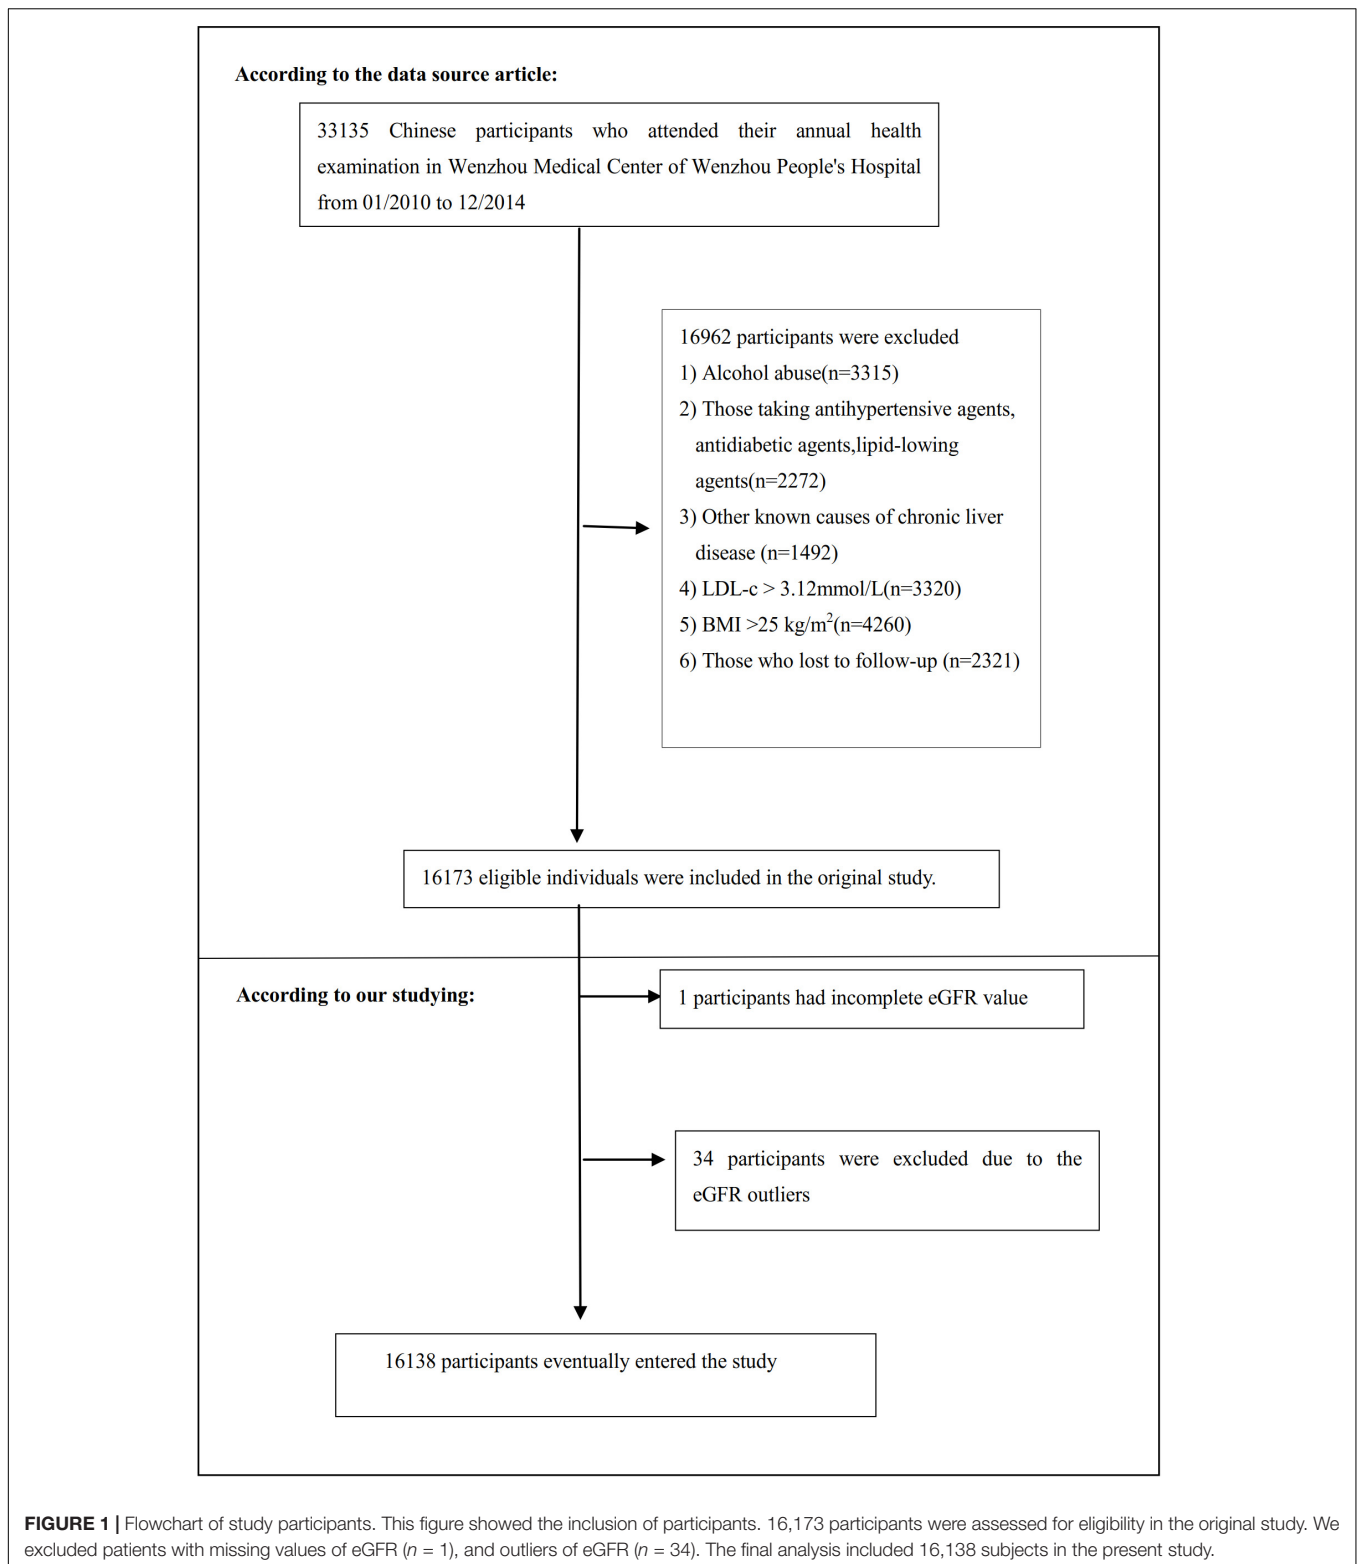 According to the data source article:
33135 Chinese participants who attended their annual health
examination in Wenzhou Medical Center of Wenzhou People's Hospital
from 01/2010 to 12/2014
16962 participants were excluded
1) Alcohol abuse(n=3315)
2) Those taking antihypertensive agents,
antidiabetic agents,lipid-lowing
agents(n=2272)
3) Other known causes of chronic liver
disease (n=1492)
4) LDL-c > 3.12mmol/L(n=3320)
5) BMI >25 kg/m²(n=4260)
6) Those who lost to follow-up (n=2321)
16173 eligible individuals were included in the original study.
According to our studying:
1 participants had incomplete eGFR value
34 participants were excluded due to the
eGFR outliers
16138 participants eventually entered the study
FIGURE 1 | Flowchart of study participants. This figure showed the inclusion of participants. 16,173 participants were assessed for eligibility in the original study. We
excluded patients with missing values of eGFR (n = 1), and outliers of eGFR (n = 34). The final analysis included 16,138 subjects in the present study.